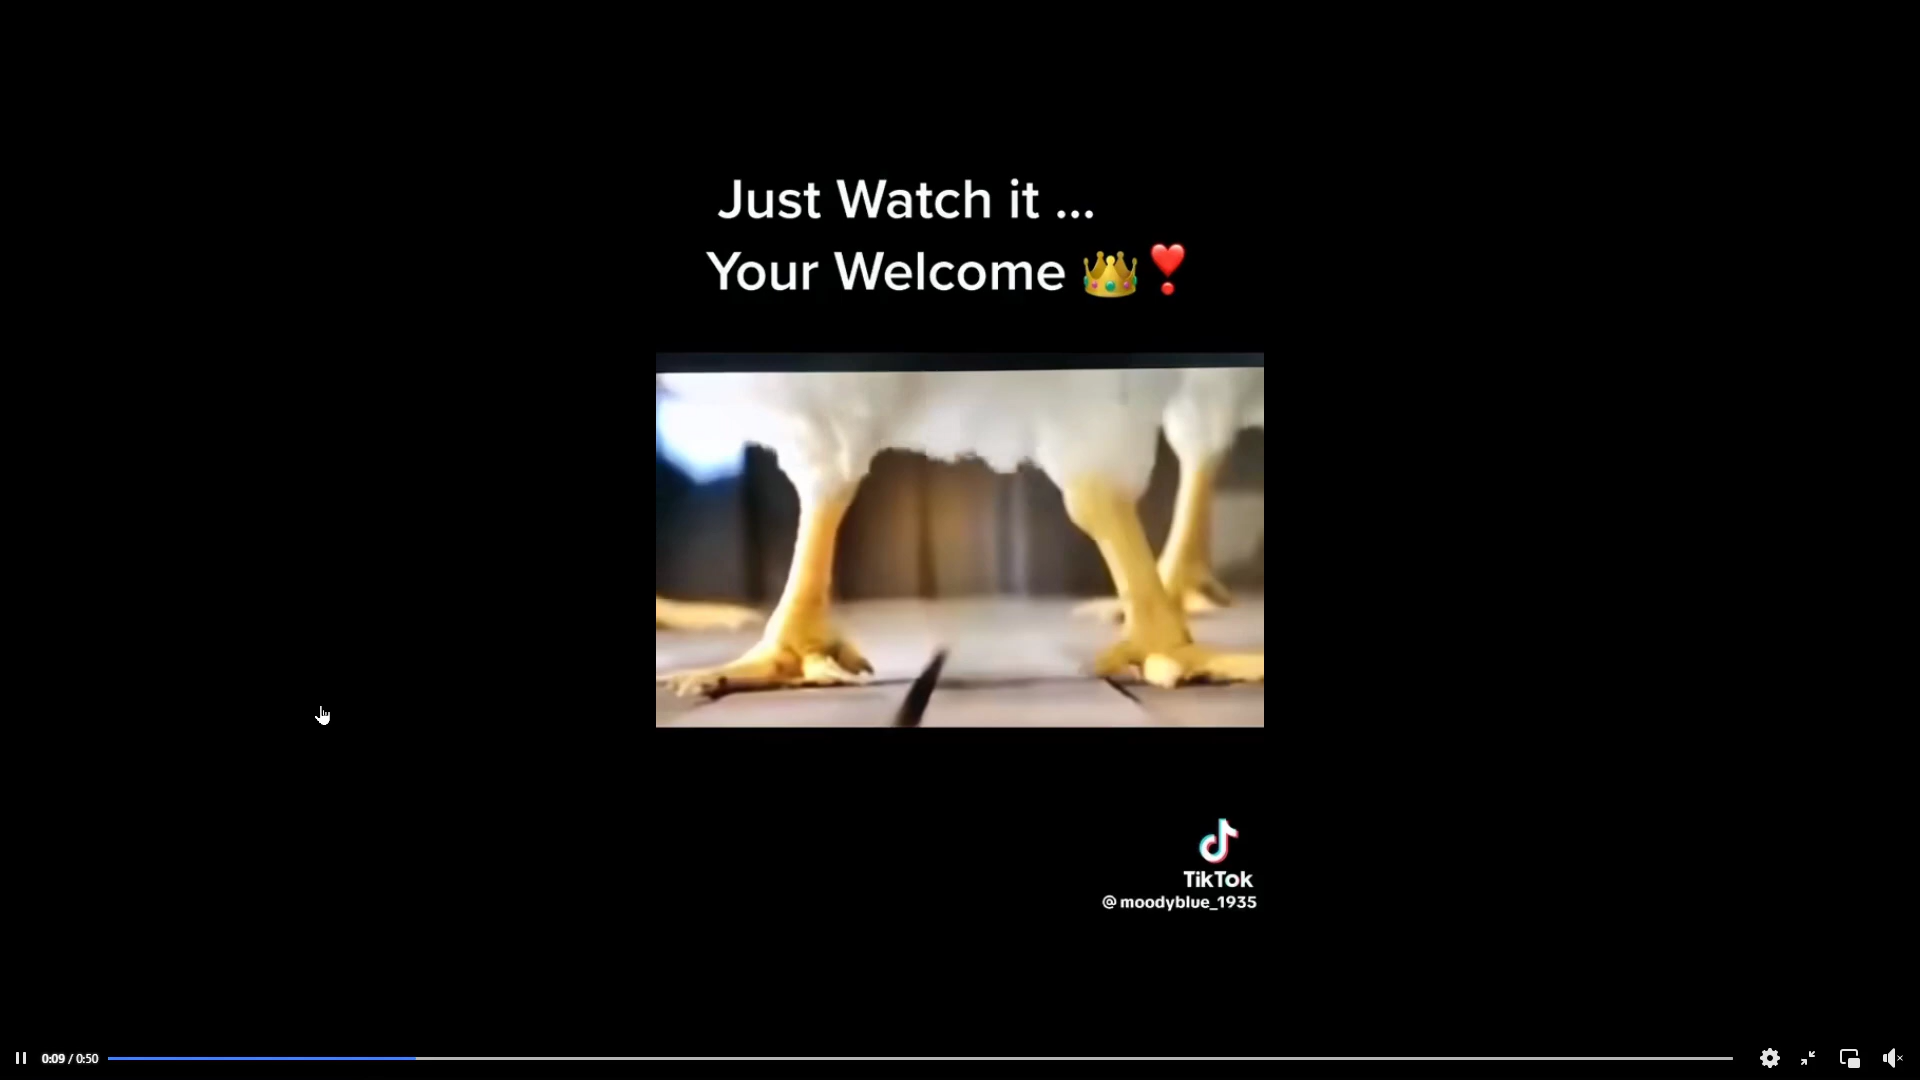 Just Watch it ...
Your Welcome 👑❣️
TikTok
@moodyblue_1935
0:09 / 0:50